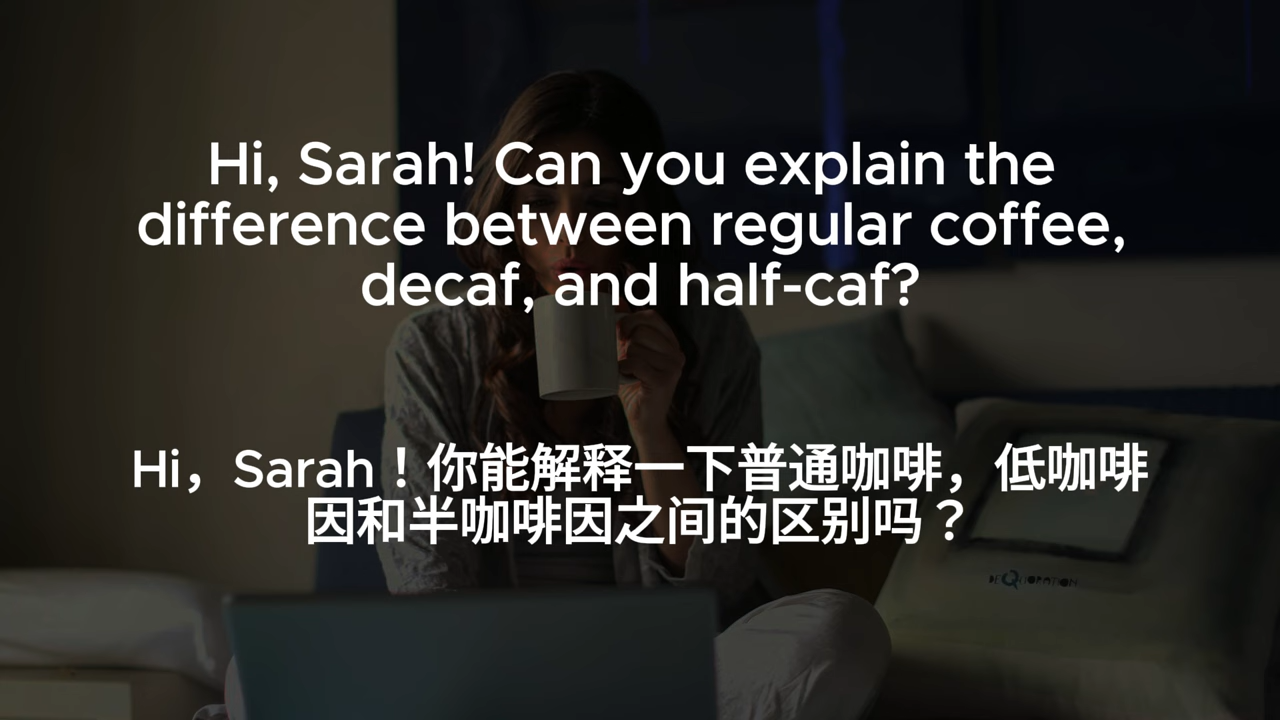 Hi, Sarah! Can you explain the
difference between regular coffee,
decaf, and half-caf?
Hi，Sarah！你能解释一下普通咖啡，低咖啡
因和半咖啡因之间的区别吗？